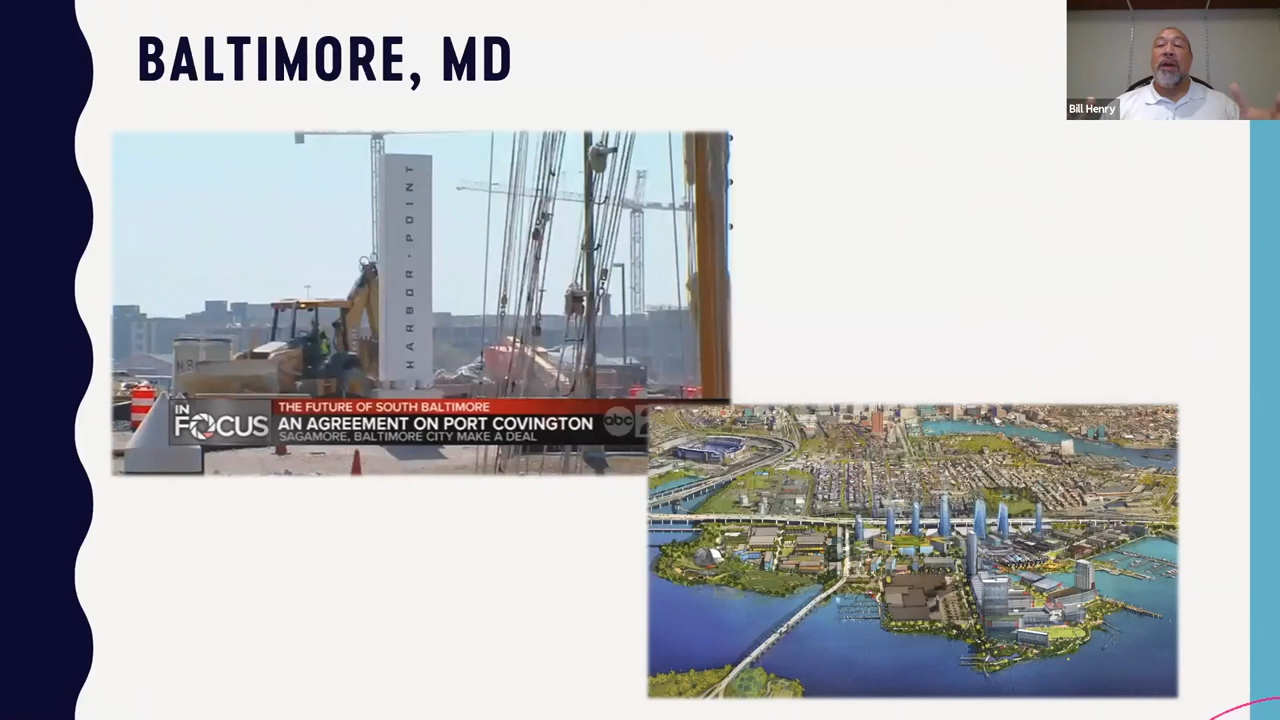 BALTIMORE, MD
Bill Henry
HARBOR · POINT
IN FOCUS
THE FUTURE OF SOUTH BALTIMORE
AN AGREEMENT ON PORT COVINGTON
SAGAMORE, BALTIMORE CITY MAKE A DEAL
abc 2